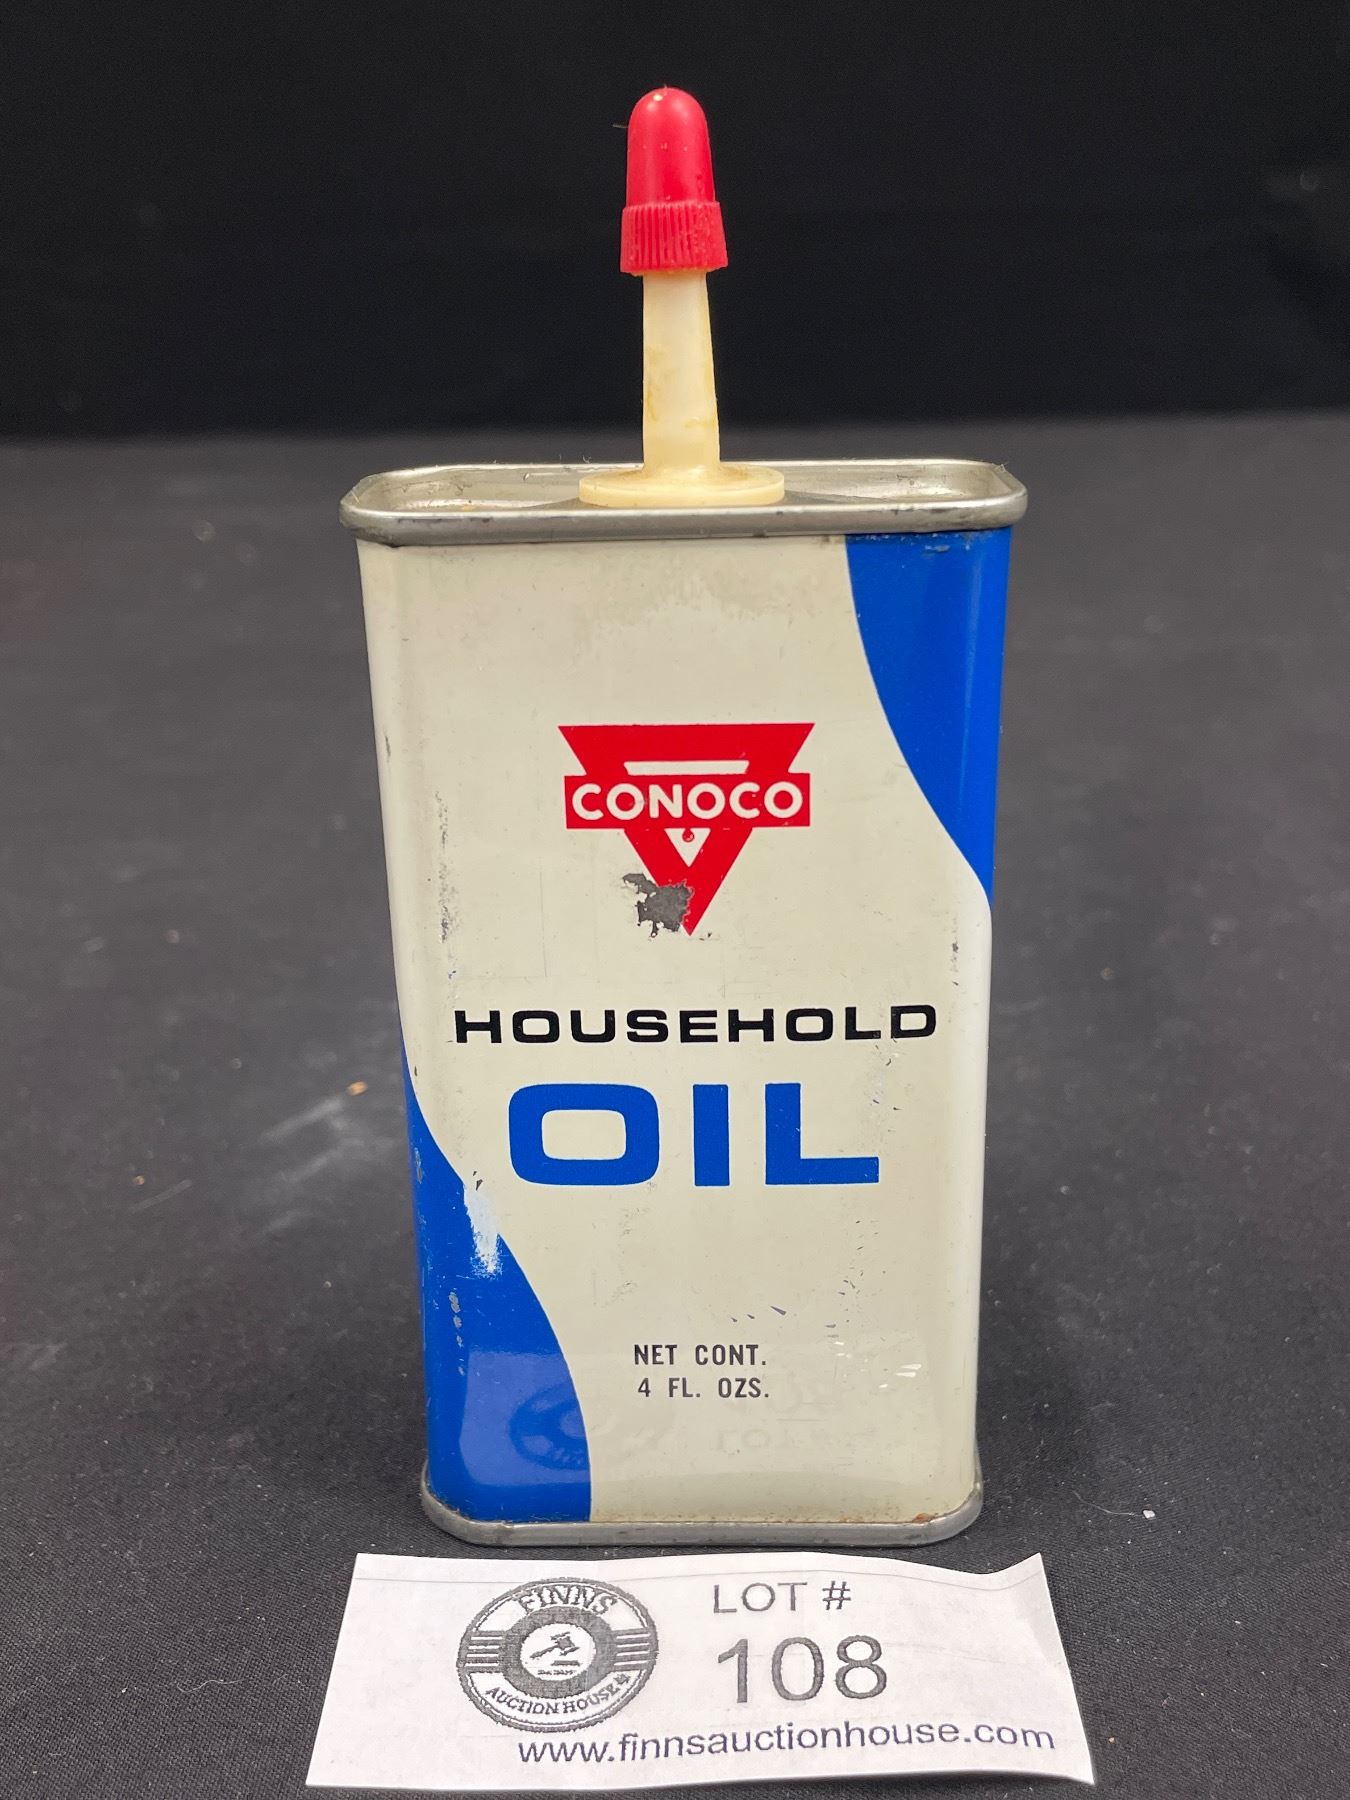 CONOCO
HOUSEHOLD
OIL
NET CONT.
4 FL. OZS.
FINNS
AUCTION HOUSE
LOT #
108
www.finnsauctionhouse.com